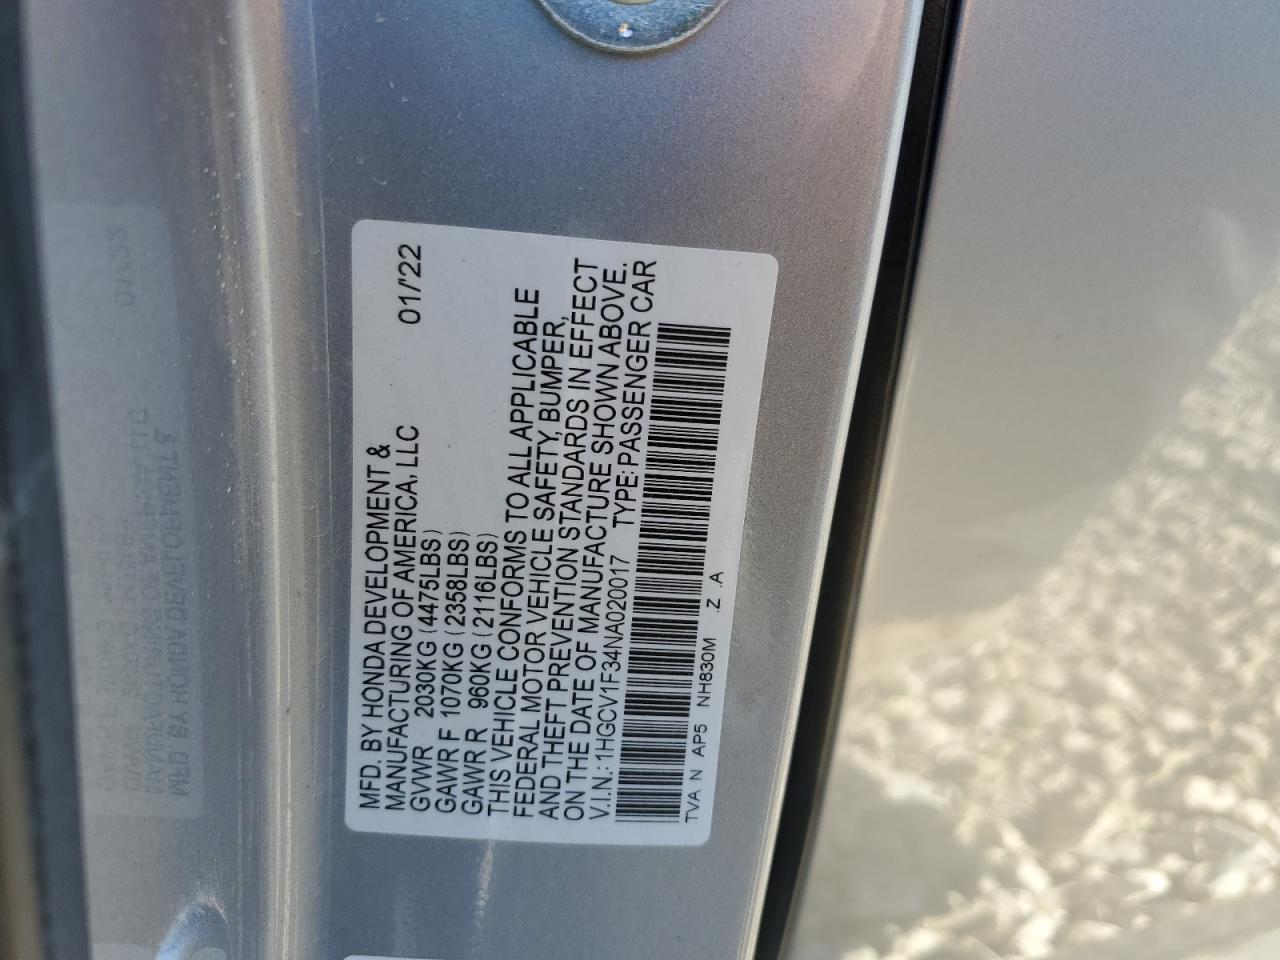 MFD. BY HONDA DEVELOPMENT &
MANUFACTURING OF AMERICA, LLC 01/'22
GVWR 2030KG (4475LBS)
GAWR F 1070KG (2358LBS)
GAWR R 960KG (2116LBS)
THIS VEHICLE CONFORMS TO ALL APPLICABLE
FEDERAL MOTOR VEHICLE SAFETY, BUMPER,
AND THEFT PREVENTION STANDARDS IN EFFECT
ON THE DATE OF MANUFACTURE SHOWN ABOVE.
V.I.N.: 1HGCV1F34NA020017 TYPE: PASSENGER CAR
TVA N AP5 NH830M .Z .A